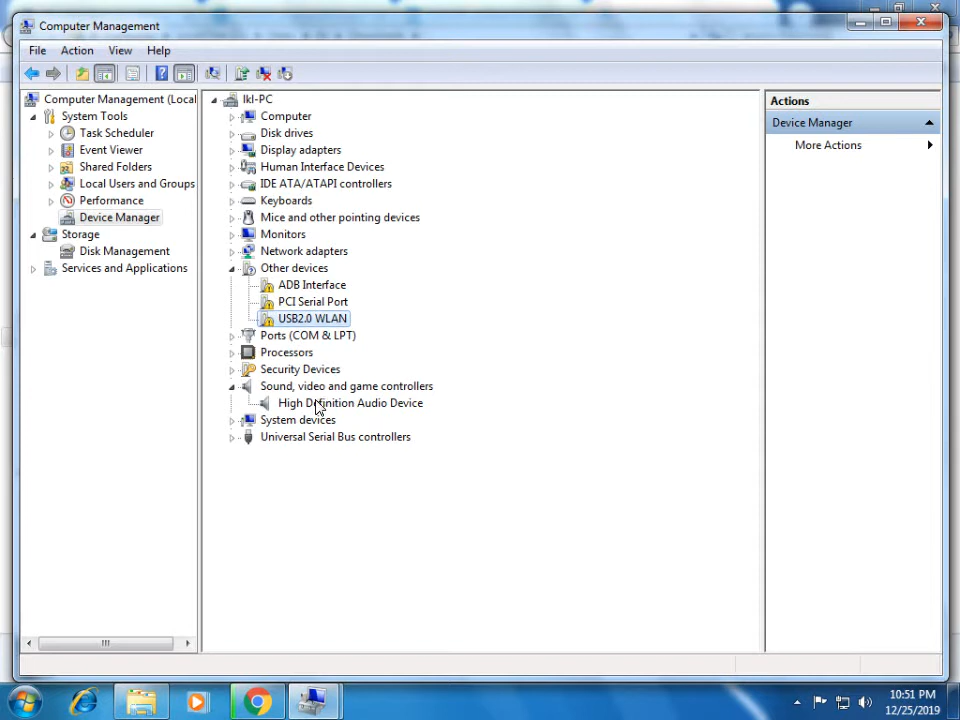 Computer Management
File Action View Help
Computer Management (Local
System Tools
Task Scheduler
Event Viewer
Shared Folders
Local Users and Groups
Performance
Device Manager
Storage
Disk Management
Services and Applications
lkl-PC
Computer
Disk drives
Display adapters
Human Interface Devices
IDE ATA/ATAPI controllers
Keyboards
Mice and other pointing devices
Monitors
Network adapters
Other devices
ADB Interface
PCI Serial Port
USB2.0 WLAN
Ports (COM & LPT)
Processors
Security Devices
Sound, video and game controllers
High Definition Audio Device
System devices
Universal Serial Bus controllers
Actions
Device Manager
More Actions
10:51 PM
12/25/2019